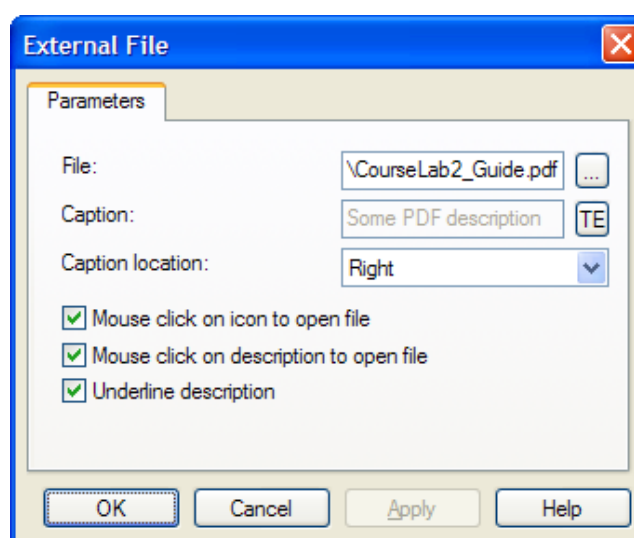 External File
Parameters
File: \CourseLab2_Guide.pdf ...
Caption: Some PDF description TE
Caption location: Right
Mouse click on icon to open file
Mouse click on description to open file
Underline description
OK Cancel Apply Help